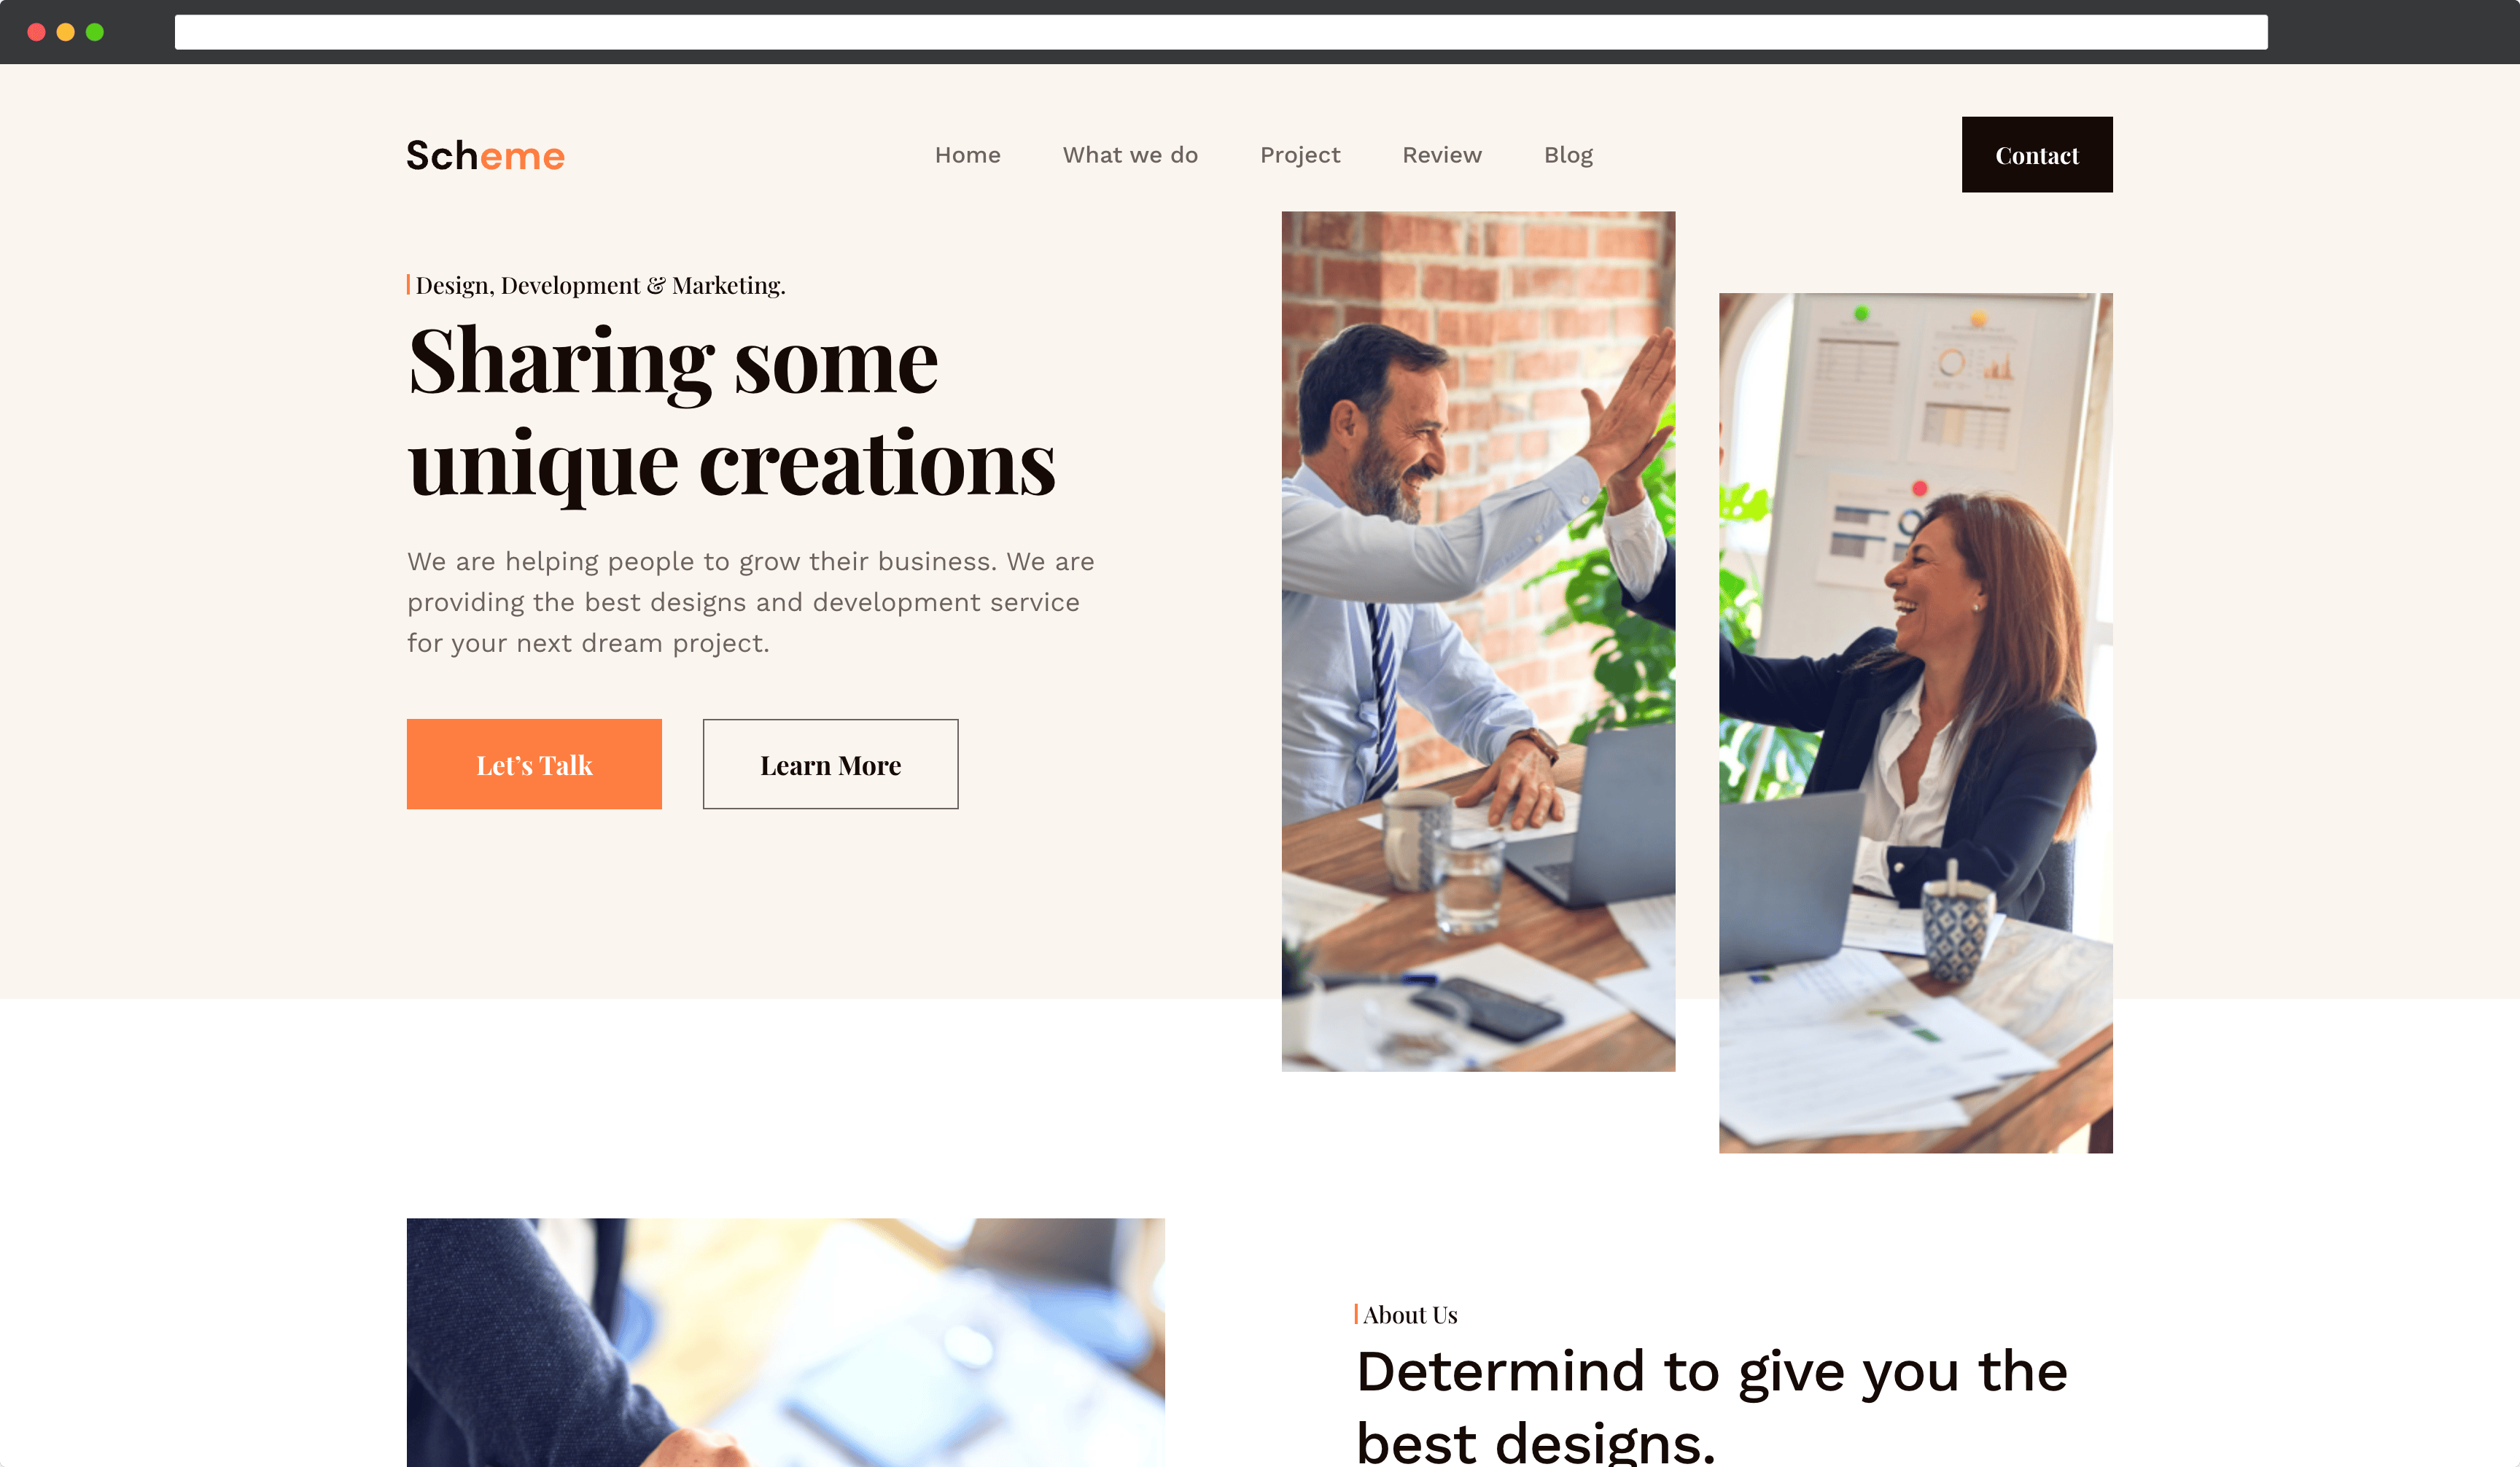 Scheme
Home
What we do
Project
Review
Blog
Contact
Design, Development & Marketing.
Sharing some
unique creations
We are helping people to grow their business. We are
providing the best designs and development service
for your next dream project.
Let’s Talk
Learn More
About Us
Determind to give you the
best designs.